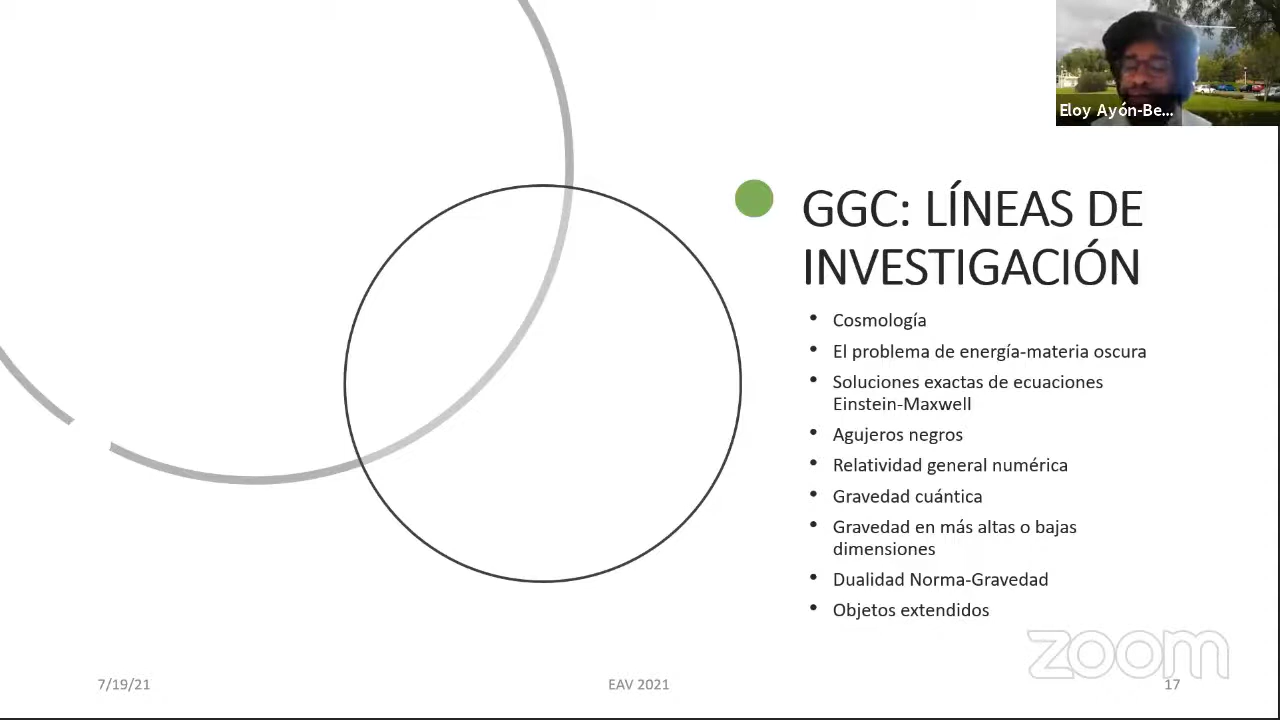 Eloy Ayón-Be...
GGC: LÍNEAS DE
INVESTIGACIÓN
• Cosmología
• El problema de energía-materia oscura
• Soluciones exactas de ecuaciones
Einstein-Maxwell
• Agujeros negros
• Relatividad general numérica
• Gravedad cuántica
• Gravedad en más altas o bajas
dimensiones
• Dualidad Norma-Gravedad
• Objetos extendidos
zoom
7/19/21
EAV 2021
17